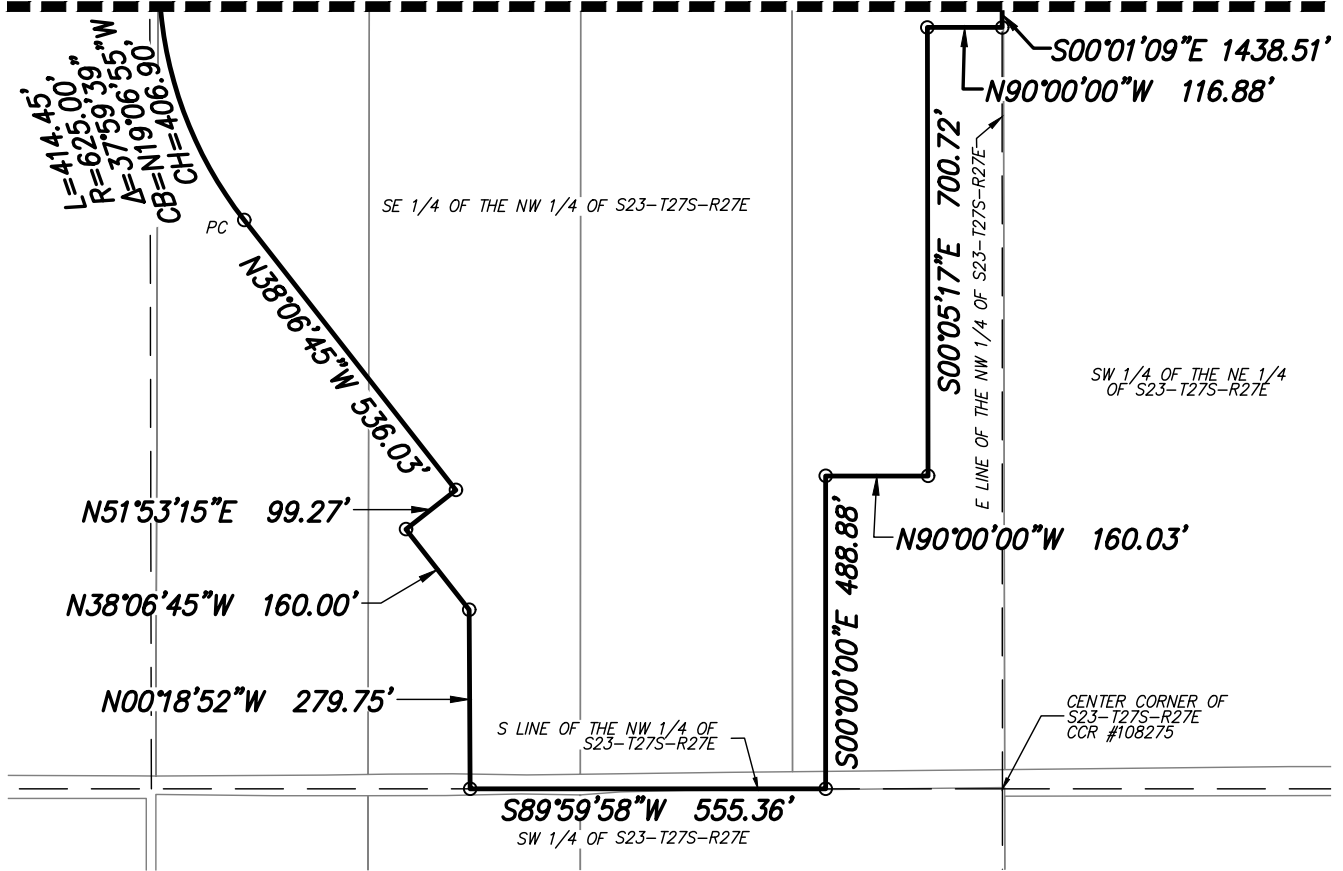 L=414.45'
R=625.00'
Δ=37°59'39"
CB=N19°06'55"W
CH=406.90'
S00°01'09"E 1438.51'
N90°00'00"W 116.88'
PC
SE 1/4 OF THE NW 1/4 OF S23-T27S-R27E
S00°05'17"E 700.72'
E LINE OF THE NW 1/4 OF S23-T27S-R27E
N38°06'45"W 536.03'
SW 1/4 OF THE NE 1/4
OF S23-T27S-R27E
N51°53'15"E 99.27'
N90°00'00"W 160.03'
N38°06'45"W 160.00'
S00°00'00"E 488.88'
N00°18'52"W 279.75'
S LINE OF THE NW 1/4 OF
S23-T27S-R27E
CENTER CORNER OF
S23-T27S-R27E
CCR #108275
S89°59'58"W 555.36'
SW 1/4 OF S23-T27S-R27E